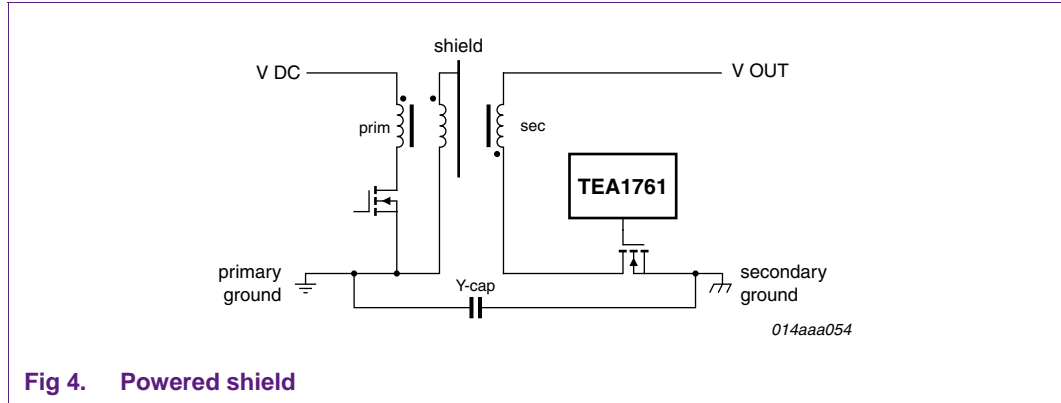 shield
V DC
V OUT
prim
sec
TEA1761
primary
ground
Y-cap
secondary
ground
014aaa054
Fig 4. Powered shield